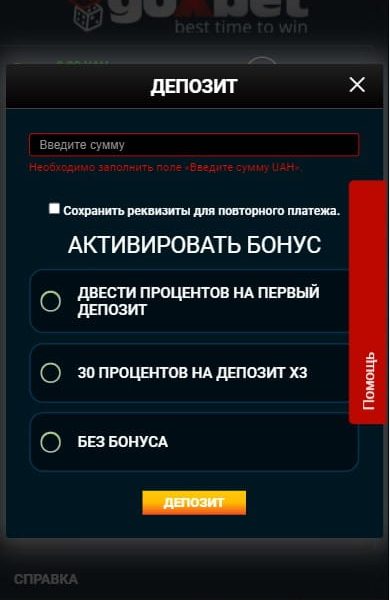 goxbet
best time to win
ДЕПОЗИТ
Введите сумму
Необходимо заполнить поле «Введите сумму UAH».
Сохранить реквизиты для повторного платежа.
АКТИВИРОВАТЬ БОНУС
ДВЕСТИ ПРОЦЕНТОВ НА ПЕРВЫЙ
ДЕПОЗИТ
30 ПРОЦЕНТОВ НА ДЕПОЗИТ X3
БЕЗ БОНУСА
Помощь
ДЕПОЗИТ
СПРАВКА